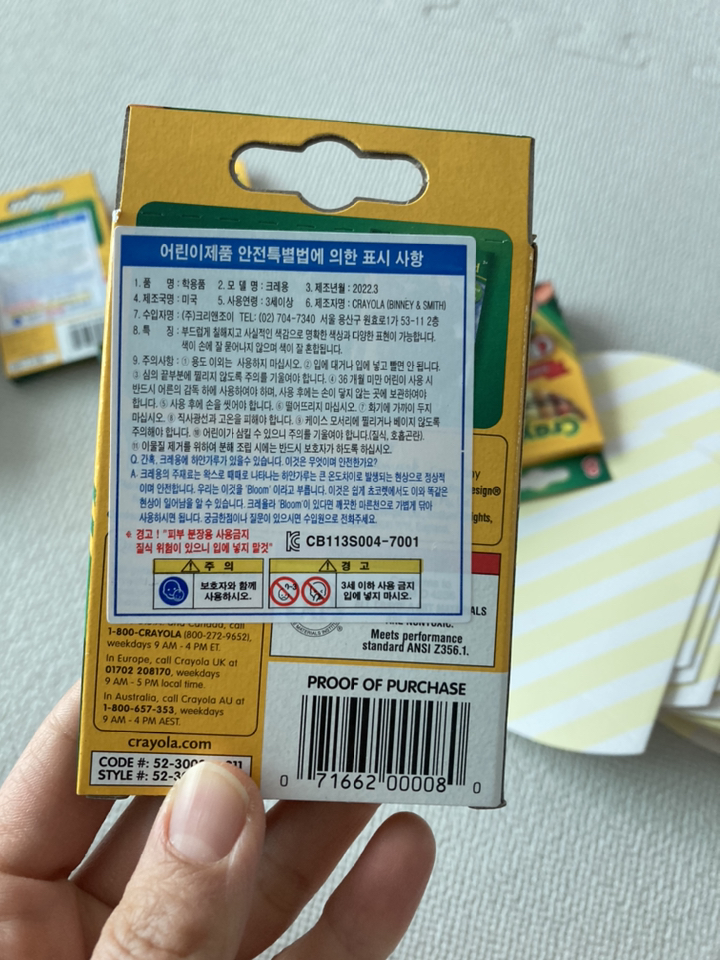 어린이제품 안전특별법에 의한 표시 사항
1. 품 명 : 학용품 2. 모 델 명 : 크레용 3. 제조년월 : 2022.3
4. 제조국명 : 미국 5. 사용연령 : 3세이상 6. 제조자명 : CRAYOLA (BINNEY & SMITH)
7. 수입자명 : (주)크리앤조이 TEL: (02) 704-7340 서울 용산구 원효로1가 53-11 2층
8. 특 징 : 부드럽게 칠해지고 사실적인 색감으로 명확한 색상과 다양한 표현이 가능합니다.
색이 손에 잘 묻어나지 않으며 색이 잘 혼합됩니다.
9. 주의사항 : ① 용도 이외는 사용하지 마십시오. ② 입에 대거나 입에 넣고 빨면 안 됩니다.
③ 심의 끝부분에 찔리지 않도록 주의를 기울여야 합니다. ④ 36 개월 미만 어린이 사용 시
반드시 어른의 감독 하에 사용하여야 하며, 사용 후에는 손이 닿지 않는 곳에 보관하여야
합니다. ⑤ 사용 후에 손을 씻어야 합니다. ⑥ 떨어뜨리지 마십시오. ⑦ 화기에 가까이 두지
마십시오. ⑧ 직사광선과 고온을 피해야 합니다. ⑨ 케이스 모서리에 찔리거나 베이지 않도록
주의해야 합니다. ⑩ 어린이가 삼킬 수 있으니 주의를 기울여야 합니다.(질식, 호흡곤란).
⑪ 이물질 제거를 위하여 분해 조립 시에는 반드시 보호자가 하도록 하십시오.
Q. 간혹, 크레용에 하얀가루가 있을수 있습니다. 이것은 무엇이며 안전한가요?
A. 크레용의 주재료는 왁스로 때때로 나타나는 하얀가루는 큰 온도차이로 발생되는 현상으로 정상적
이며 안전합니다. 우리는 이것을 'Bloom' 이라고 부릅니다. 이것은 쉽게 쵸코렛에서도 이와 똑같은
현상이 일어남을 알 수 있습니다. 크레욜라 'Bloom'이 있다면 깨끗한 마른천으로 가볍게 닦아
사용하시면 됩니다. 궁금한점이나 질문이 있으시면 수입원으로 전화주세요.
* 경고 ! "피부 분장용 사용금지
질식 위험이 있으니 입에 넣지 말것"
CB113S004-7001
주 의
보호자와 함께
사용하시오.
경 고
0-3
3세 이하 사용 금지
입에 넣지 마시오.
by
esign®
ghts,
Canada, call
1-800-CRAYOLA (800-272-9652),
weekdays 9 AM - 4 PM ET.
In Europe, call Crayola UK at
01702 208170, weekdays
9 AM - 5 PM local time.
In Australia, call Crayola AU at
1-800-657-353, weekdays
9 AM - 4 PM AEST.
crayola.com
CODE #: 52-300
STYLE #: 52-3
MATERIALS INSTIT
ALS
ARE NONTOXIC.
Meets performance
standard ANSI Z356.1.
PROOF OF PURCHASE
0 71662 00008 0
Crayo